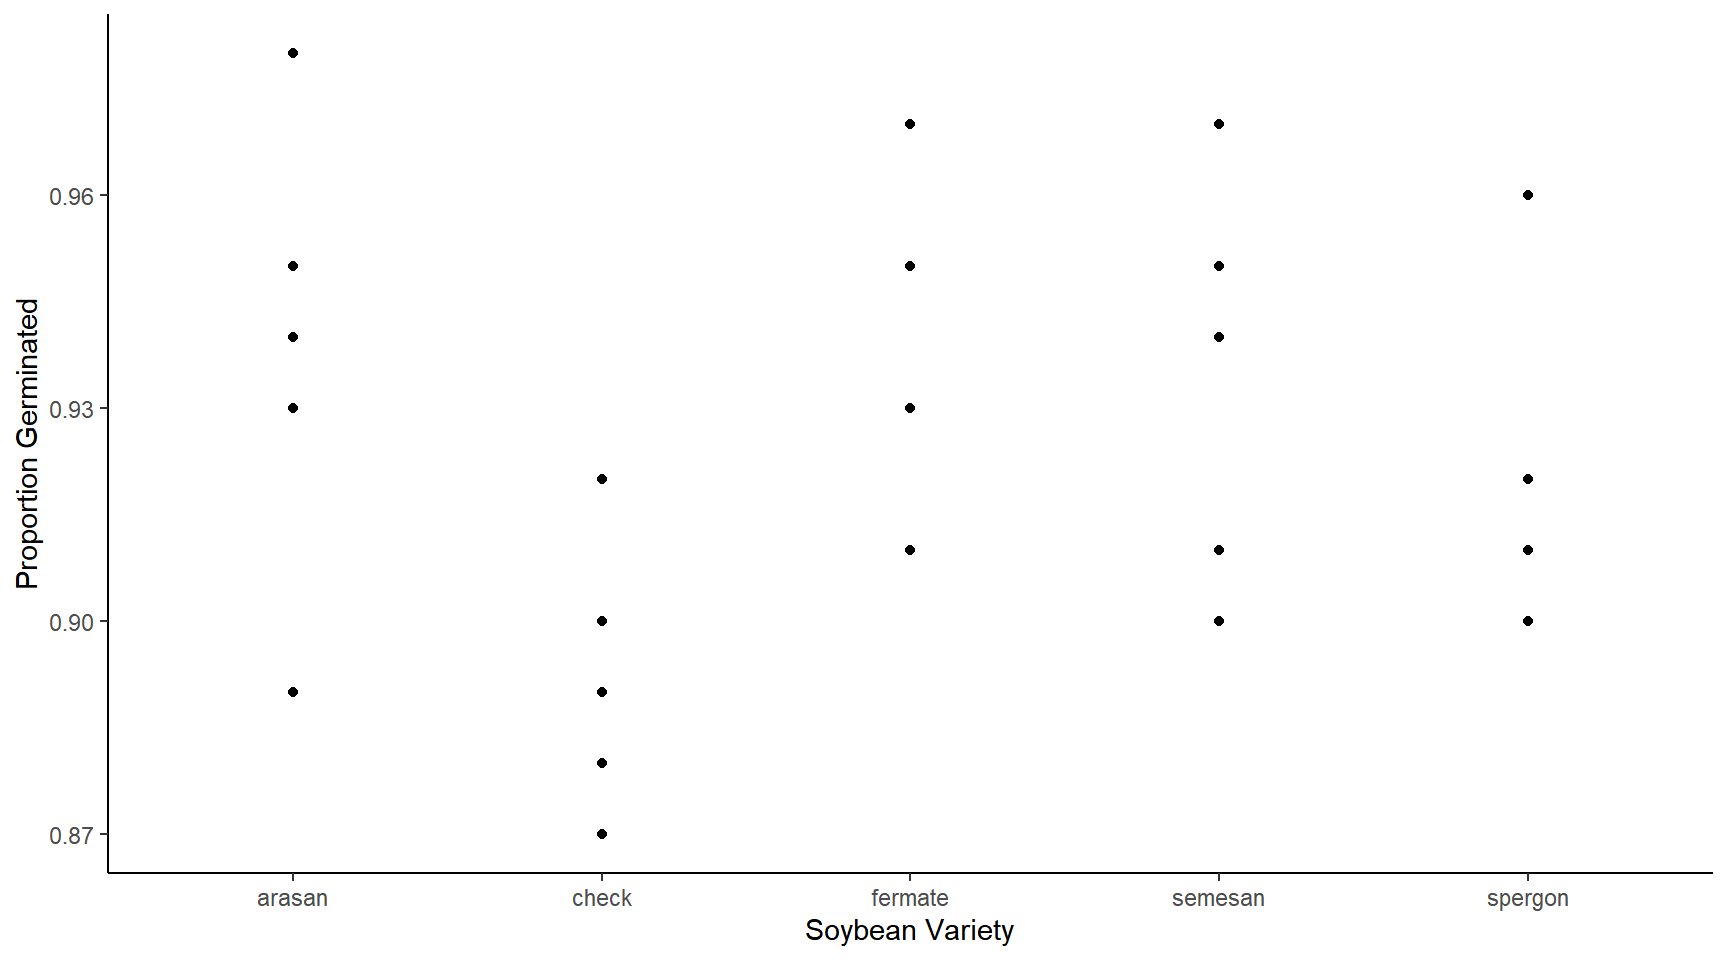 0.96
0.93
0.90
0.87
Proportion Germinated
arasan check fermate semesan spergon
Soybean Variety